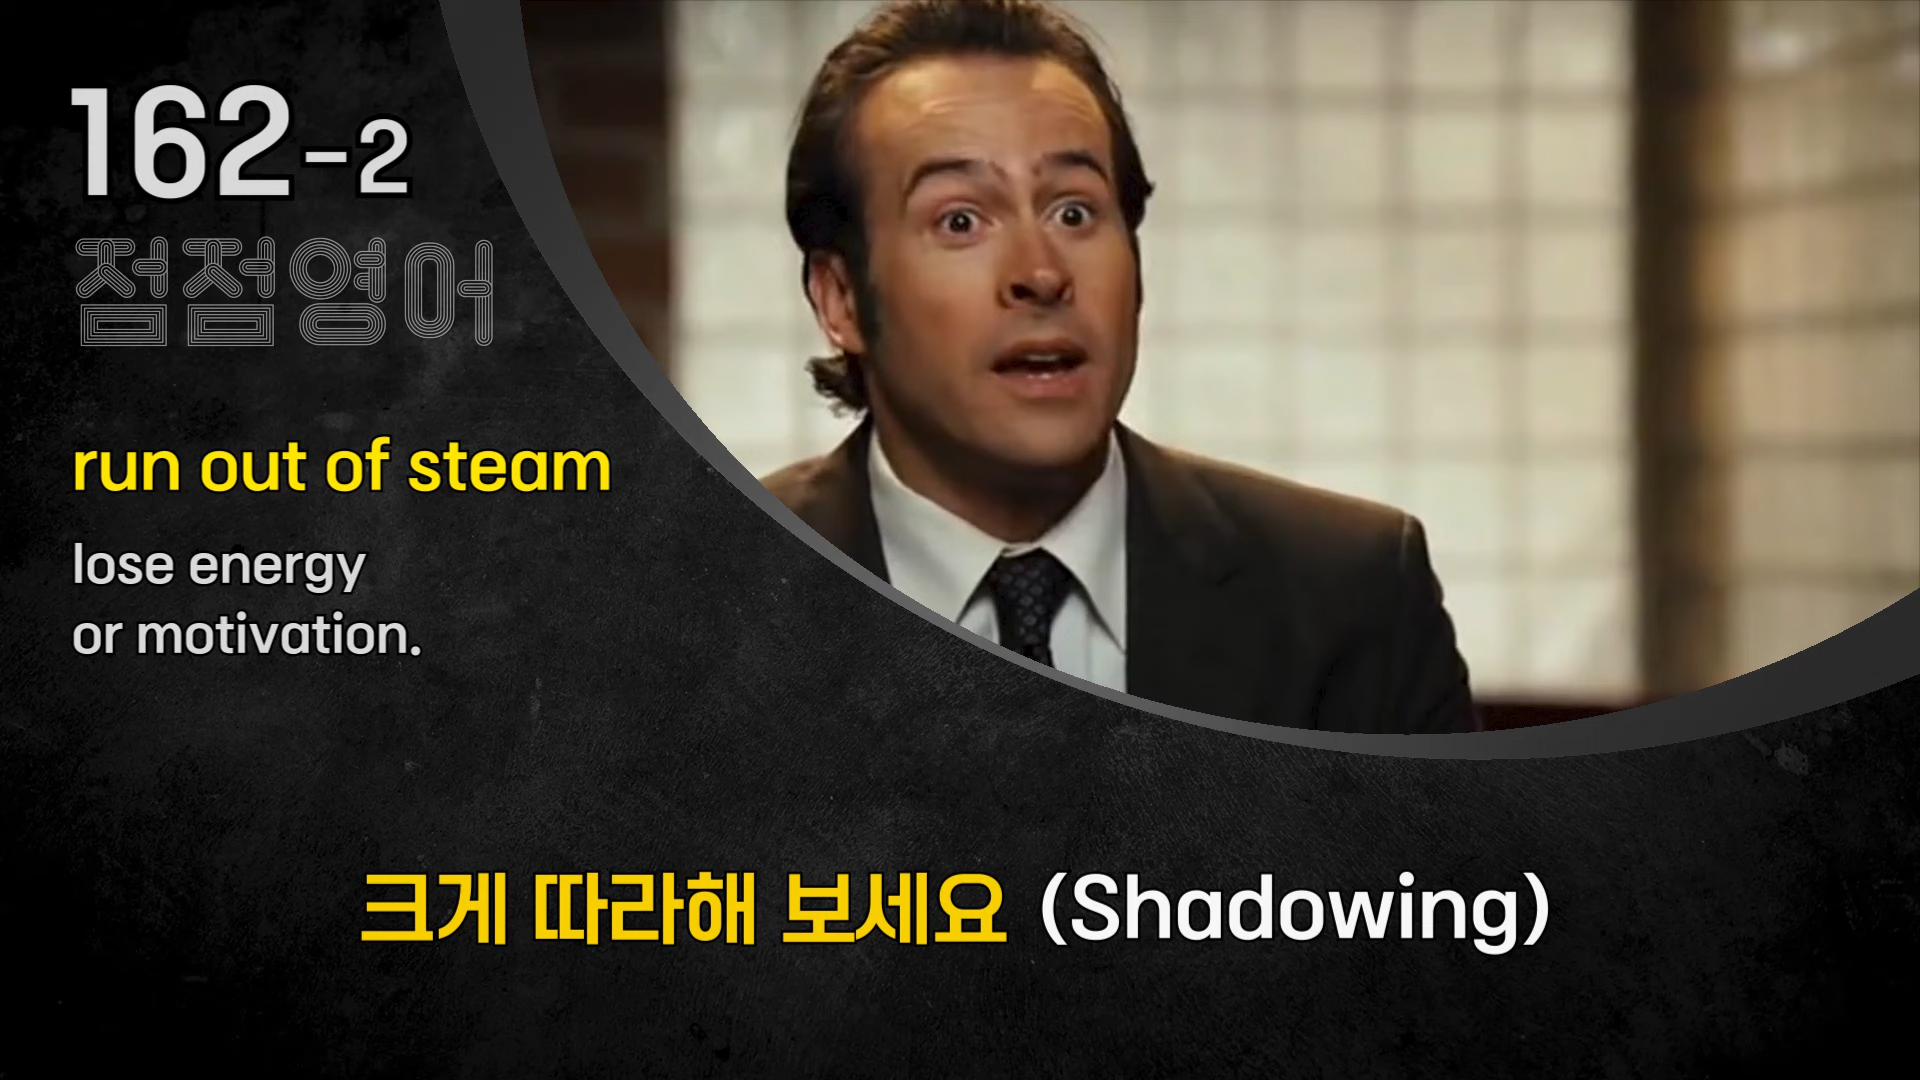 162-2
점점영어
run out of steam
lose energy
or motivation.
크게 따라해 보세요 (Shadowing)